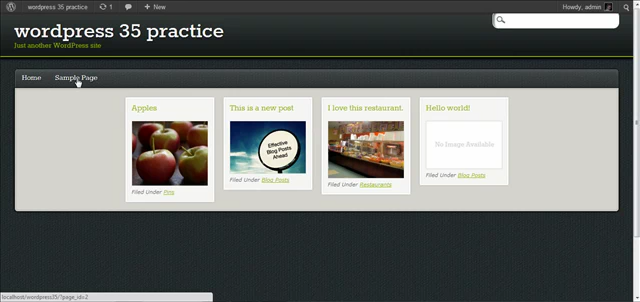 wordpress 35 practice
1
New
Howdy, admin
wordpress 35 practice
Just another WordPress site
Home
Sample Page
Apples
Filed Under Pins
This is a new post
Effective
Blog Posts
Ahead
Filed Under Blog Posts
I love this restaurant.
Filed Under Restaurants
Hello world!
No Image Available
Filed Under Blog Posts
localhost/wordpress35/?page_id=2